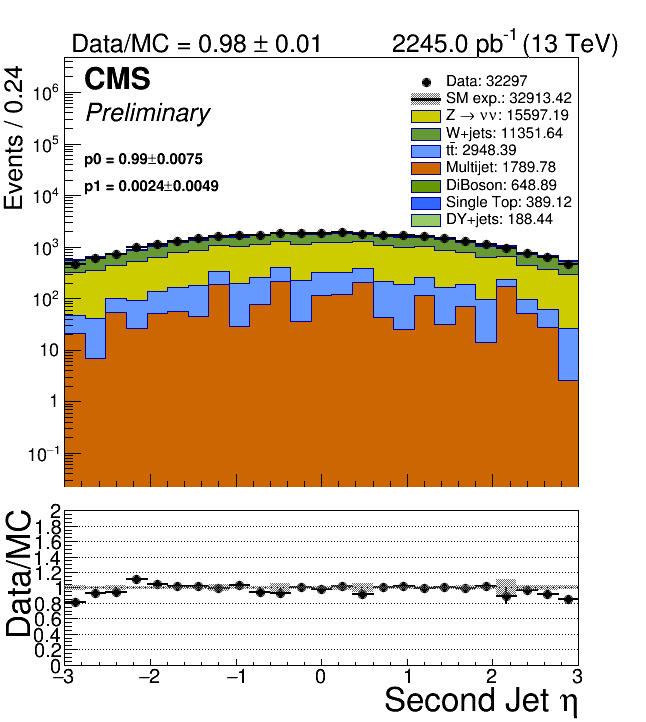 Data/MC = 0.98 ± 0.01 2245.0 pb⁻¹ (13 TeV)
CMS
Preliminary
p0 = 0.99±0.0075
p1 = 0.0024±0.0049
Data: 32297
SM exp.: 32913.42
Z → νν: 15597.19
W+jets: 11351.64
tt̄: 2948.39
Multijet: 1789.78
DiBoson: 648.89
Single Top: 389.12
DY+jets: 188.44
Events / 0.24
10⁶
10⁵
10⁴
10³
10²
10
1
10⁻¹
Data/MC
2
1.8
1.6
1.4
1.2
1
0.8
0.6
0.4
0.2
0
−3 −2 −1 0 1 2 3
Second Jet η